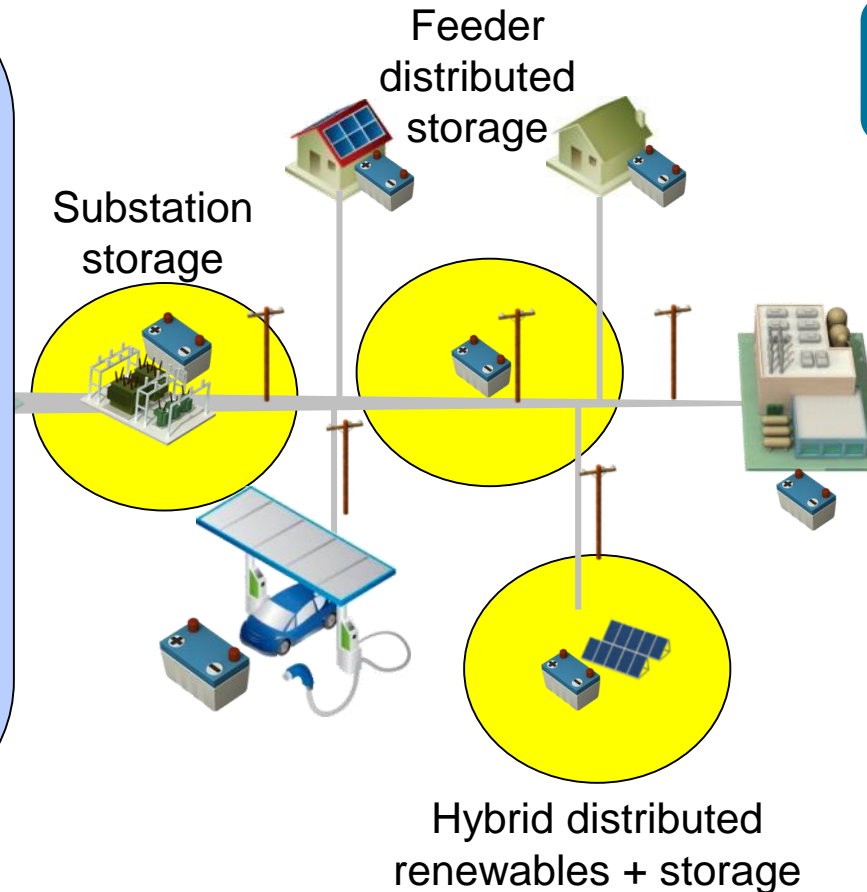 Feeder
distributed
storage
Substation
storage
Hybrid distributed
renewables + storage